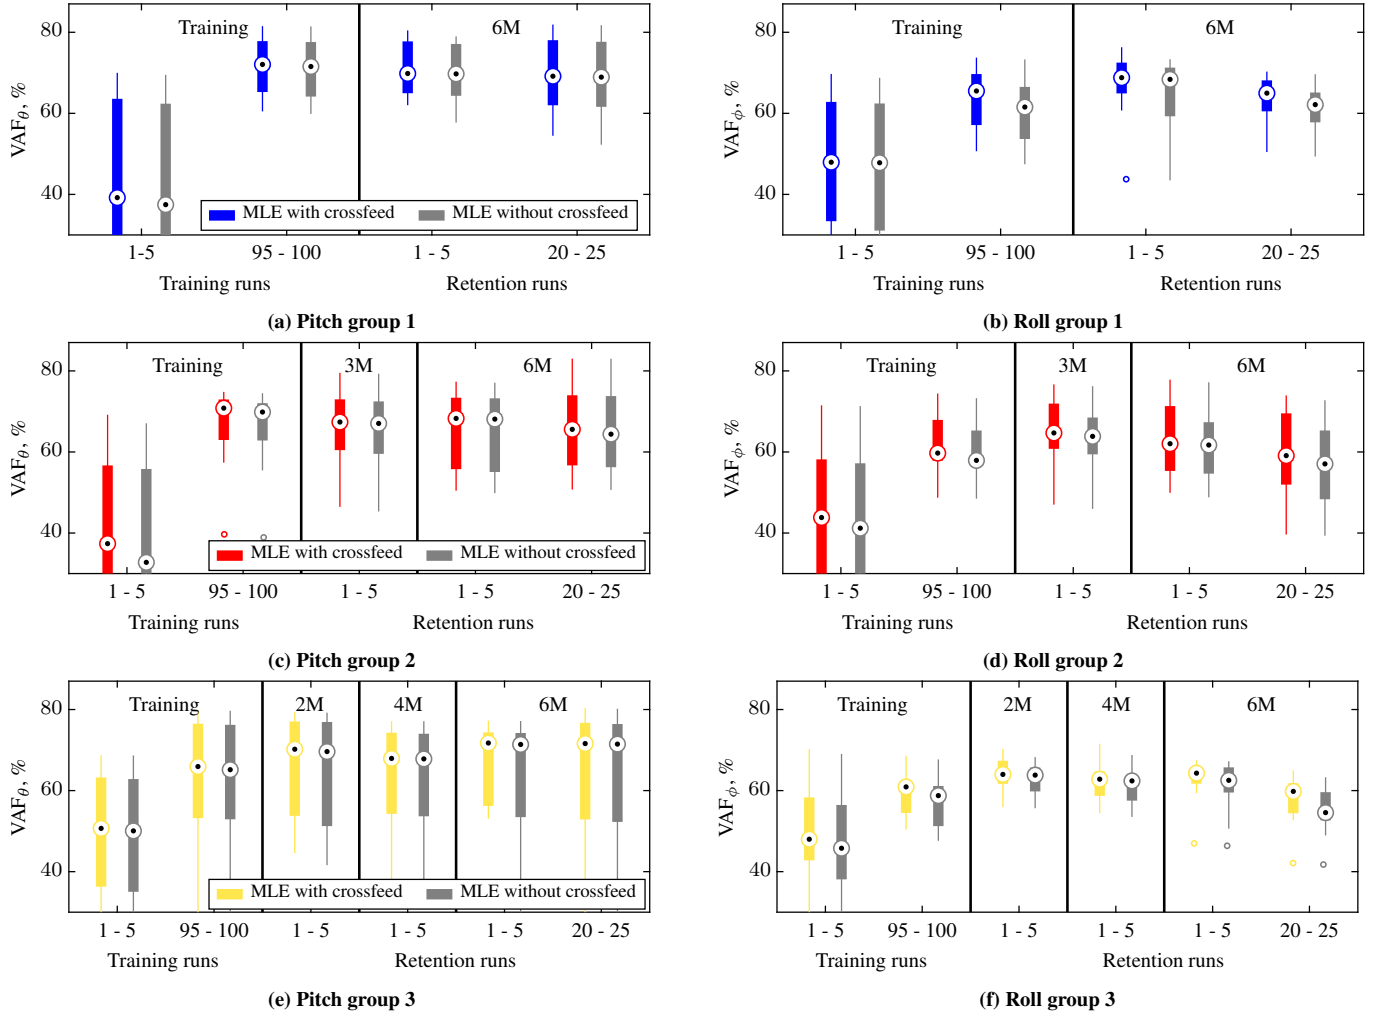 Training 6M
VAFθ, %
80
60
40
MLE with crossfeed MLE without crossfeed
1-5 95 - 100 1 - 5 20 - 25
Training runs Retention runs
(a) Pitch group 1
Training 6M
VAFϕ, %
80
60
40
1 - 5 95 - 100 1 - 5 20 - 25
Training runs Retention runs
(b) Roll group 1
Training 3M 6M
VAFθ, %
80
60
40
MLE with crossfeed MLE without crossfeed
1 - 5 95 - 100 1 - 5 1 - 5 20 - 25
Training runs Retention runs
(c) Pitch group 2
Training 3M 6M
VAFϕ, %
80
60
40
1 - 5 95 - 100 1 - 5 1 - 5 20 - 25
Training runs Retention runs
(d) Roll group 2
Training 2M 4M 6M
VAFθ, %
80
60
40
MLE with crossfeed MLE without crossfeed
1 - 5 95 - 100 1 - 5 1 - 5 1 - 5 20 - 25
Training runs Retention runs
(e) Pitch group 3
Training 2M 4M 6M
VAFϕ, %
80
60
40
1 - 5 95 - 100 1 - 5 1 - 5 1 - 5 20 - 25
Training runs Retention runs
(f) Roll group 3